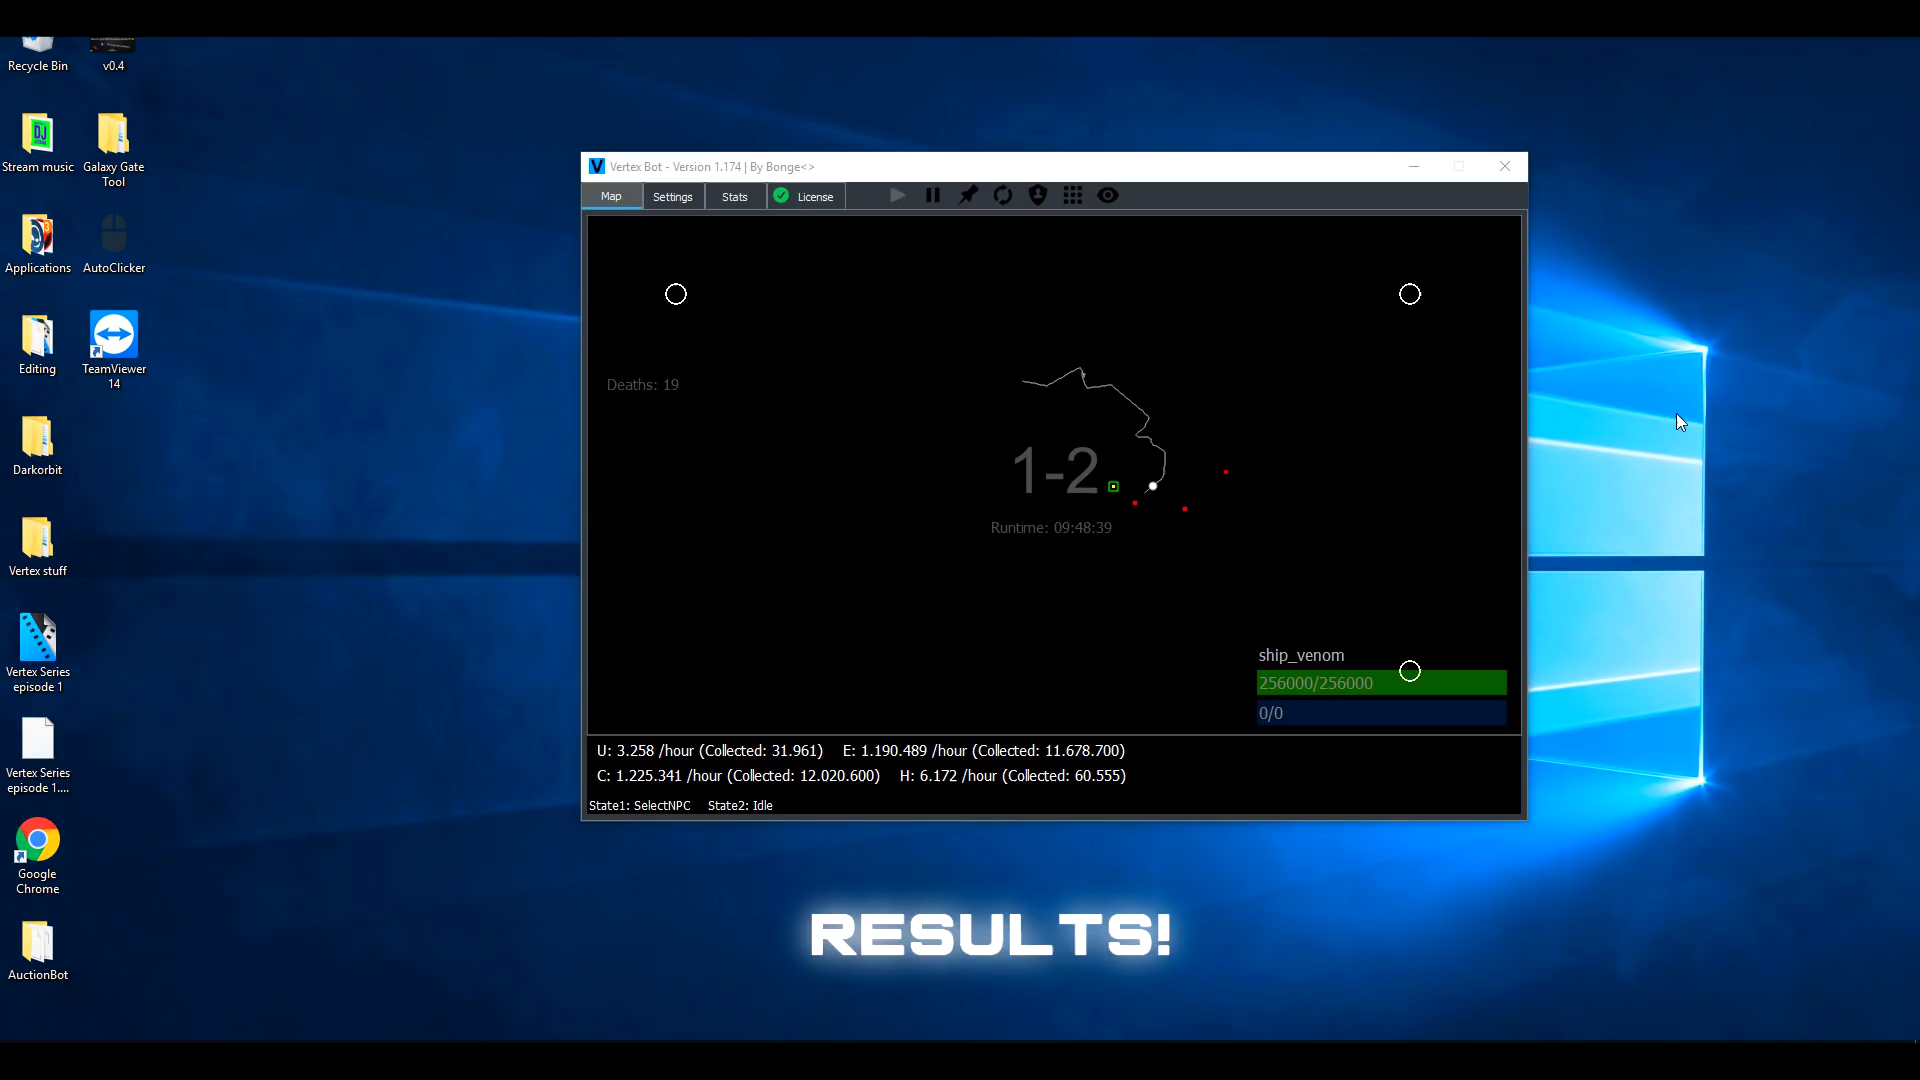 Recycle Bin
v0.4
Stream music
Galaxy Gate
Tool
Applications
AutoClicker
Editing
TeamViewer
14
Darkorbit
Vertex stuff
Vertex Series
episode 1
Vertex Series
episode 1....
Google
Chrome
AuctionBot
Vertex Bot - Version 1.174 | By Bonge<>
Map
Settings
Stats
License
Deaths: 19
1-2
Runtime: 09:48:39
ship_venom
256000/256000
0/0
U: 3.258 /hour (Collected: 31.961) E: 1.190.489 /hour (Collected: 11.678.700)
C: 1.225.341 /hour (Collected: 12.020.600) H: 6.172 /hour (Collected: 60.555)
State1: SelectNPC State2: Idle
RESULTS!